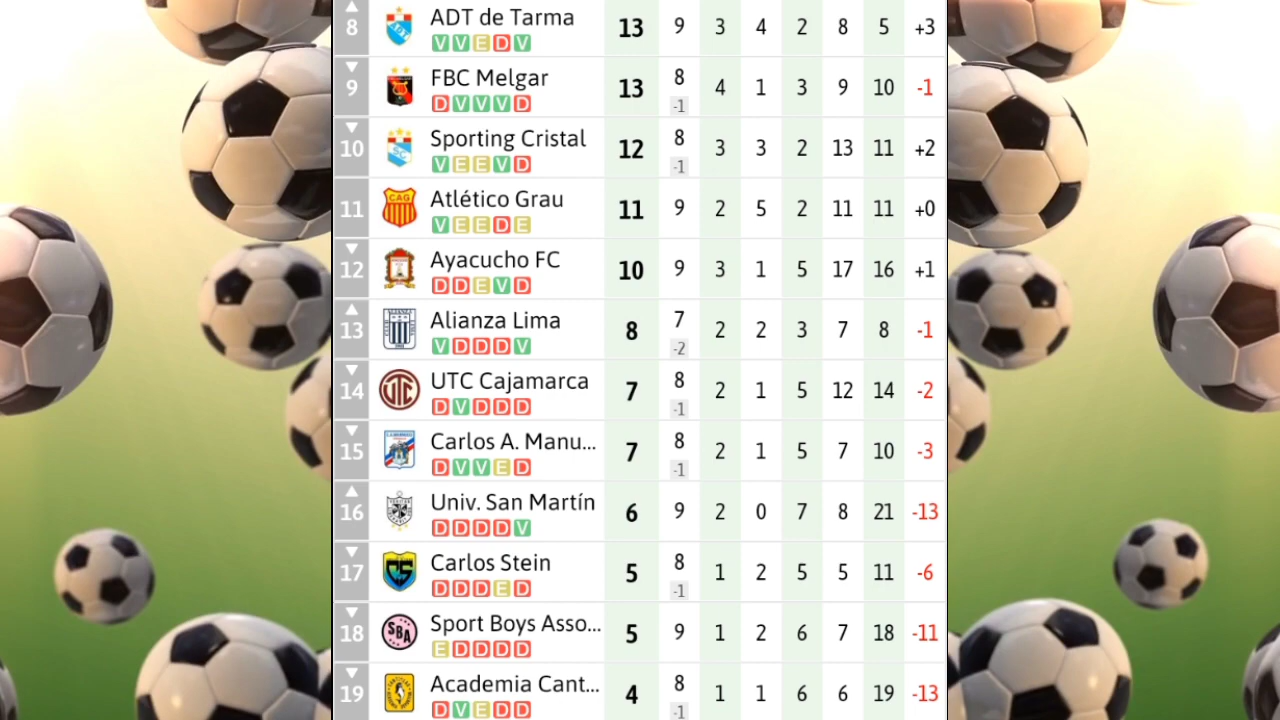 8 ADT de Tarma 13 9 3 4 2 8 5 +3
V V E D V
9 FBC Melgar 13 8 4 1 3 9 10 -1
D V V V D -1
10 Sporting Cristal 12 8 3 3 2 13 11 +2
V E E V D -1
11 Atlético Grau 11 9 2 5 2 11 11 +0
CAG
V E E D E
12 Ayacucho FC 10 9 3 1 5 17 16 +1
D D E V D
13 Alianza Lima 8 7 2 2 3 7 8 -1
V D D D V -2
14 UTC Cajamarca 7 8 2 1 5 12 14 -2
UTC
D V D D D -1
15 Carlos A. Manu... 7 8 2 1 5 7 10 -3
D V V E D -1
16 Univ. San Martín 6 9 2 0 7 8 21 -13
D D D D V
17 Carlos Stein 5 8 1 2 5 5 11 -6
CS
D D D E D -1
18 Sport Boys Asso... 5 9 1 2 6 7 18 -11
SBA
E D D D D
19 Academia Cant... 4 8 1 1 6 6 19 -13
D V E D D -1